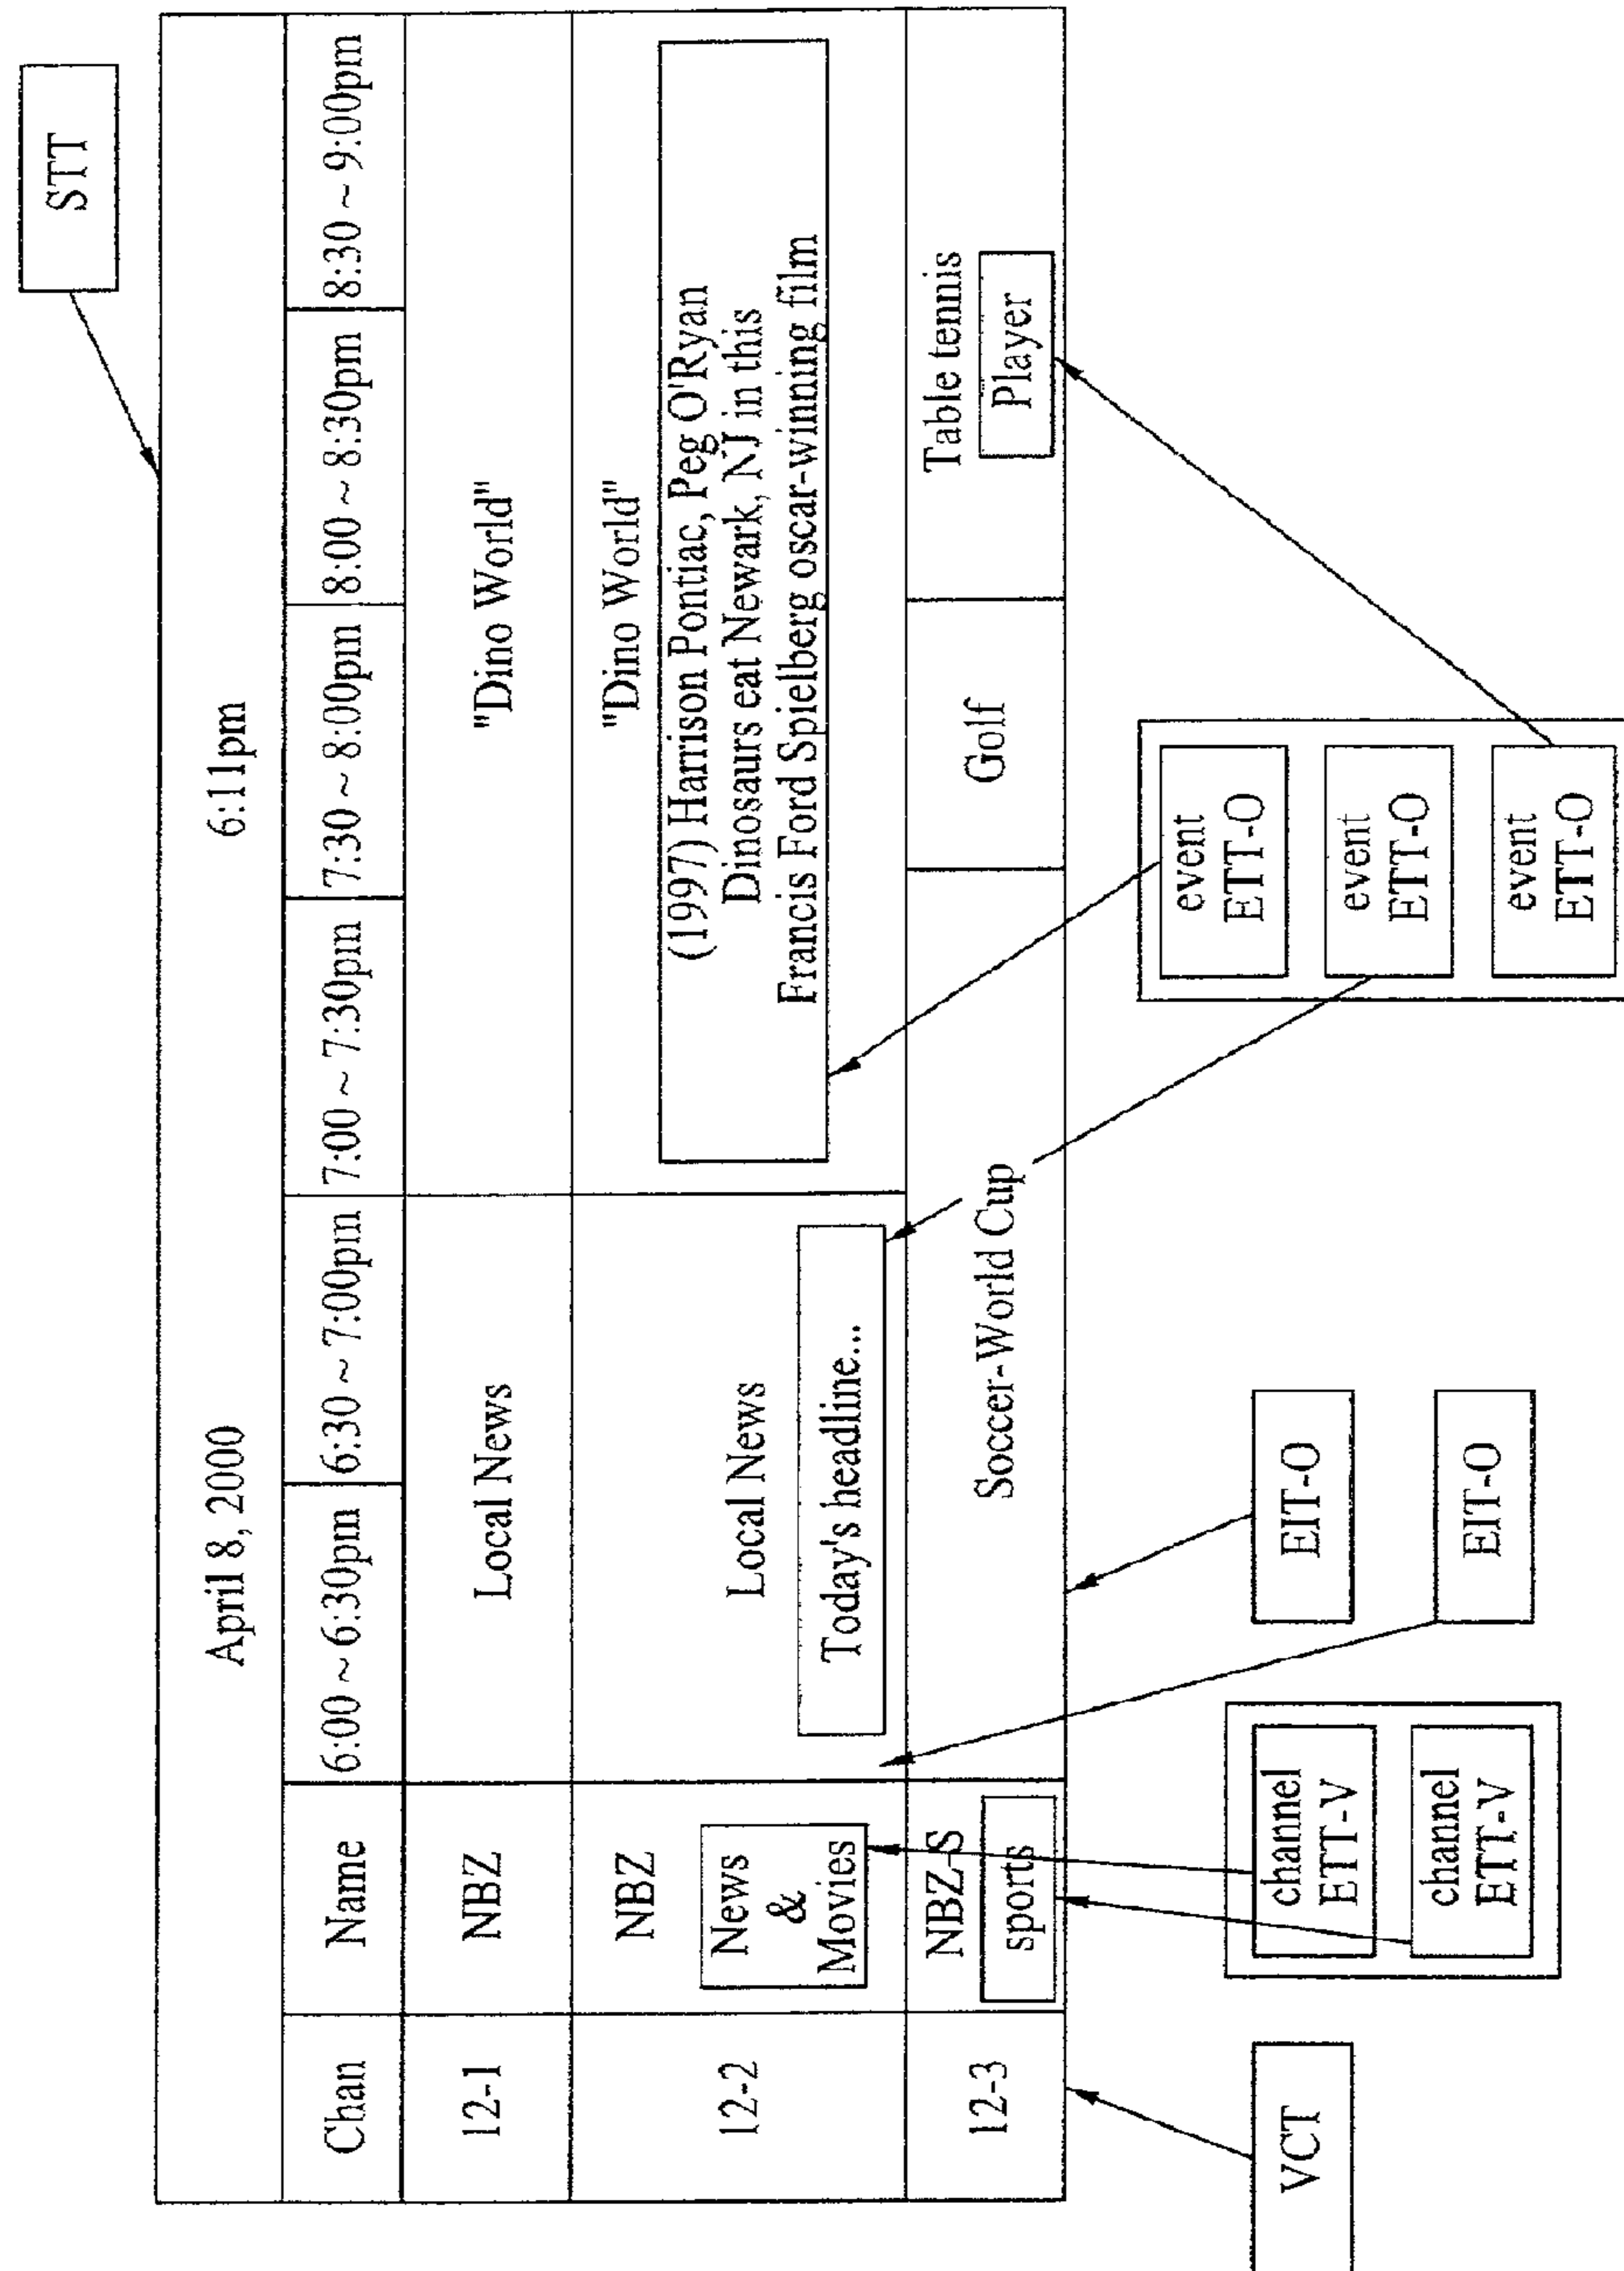 STT
April 8, 2000
6:11pm
Chan
Name
6:00 ~ 6:30pm
6:30 ~ 7:00pm
7:00 ~ 7:30pm
7:30 ~ 8:00pm
8:00 ~ 8:30pm
8:30 ~ 9:00pm
12-1
NBZ
Local News
"Dino World"
12-2
NBZ
News
&
Movies
Local News
Today's headline...
"Dino World"
(1997) Harrison Pontiac, Peg O'Ryan
Dinosaurs eat Newark, NJ in this
Francis Ford Spielberg oscar-winning film
12-3
NBZ-S
sports
Soccer-World Cup
Golf
Table tennis
Player
VCT
channel
ETT-V
channel
ETT-V
EIT-O
EIT-O
event
ETT-O
event
ETT-O
event
ETT-O